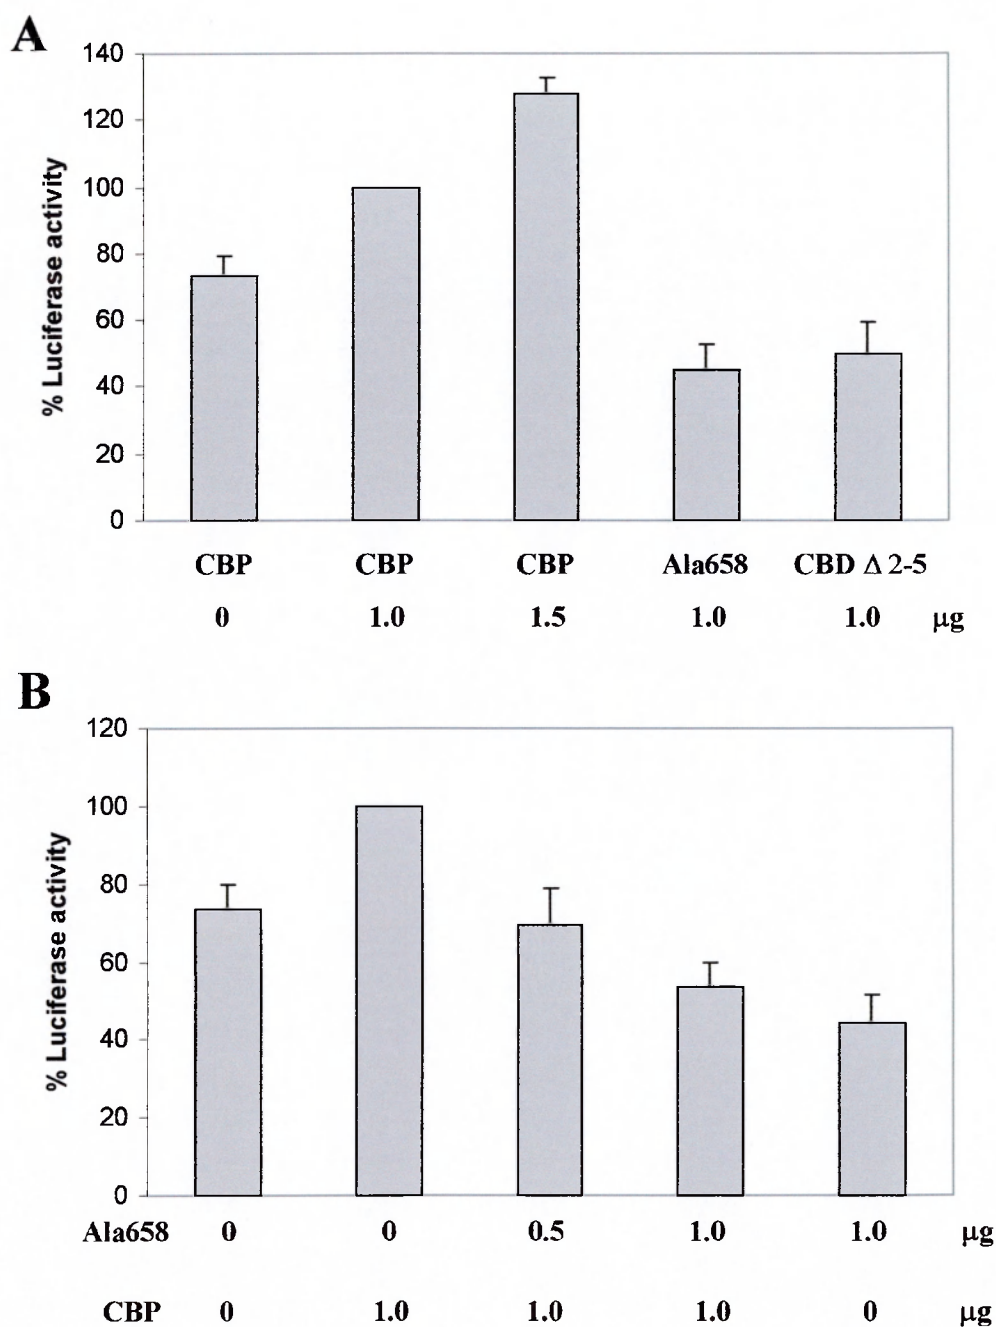 A
140
120
100
80
60
40
20
0
% Luciferase activity
CBP CBP CBP Ala658 CBD Δ 2-5
0 1.0 1.5 1.0 1.0 μg
B
120
100
80
60
40
20
0
% Luciferase activity
Ala658 0 0 0.5 1.0 1.0 μg
CBP 0 1.0 1.0 1.0 0 μg